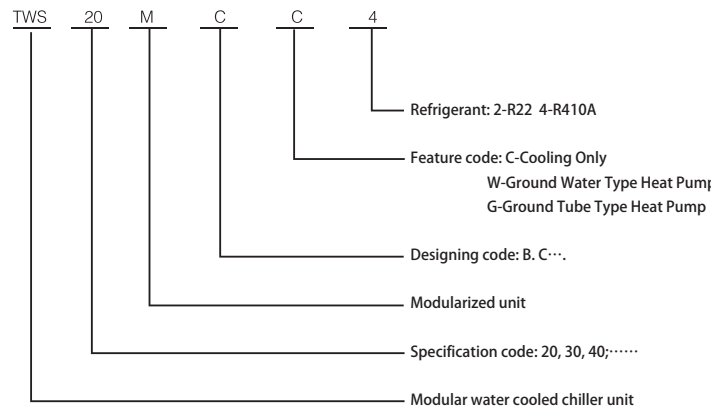 TWS 20 M C C 4
Refrigerant: 2-R22 4-R410A
Feature code: C-Cooling Only
W-Ground Water Type Heat Pump
G-Ground Tube Type Heat Pump
Designing code: B. C···.
Modularized unit
Specification code: 20, 30, 40;······
Modular water cooled chiller unit